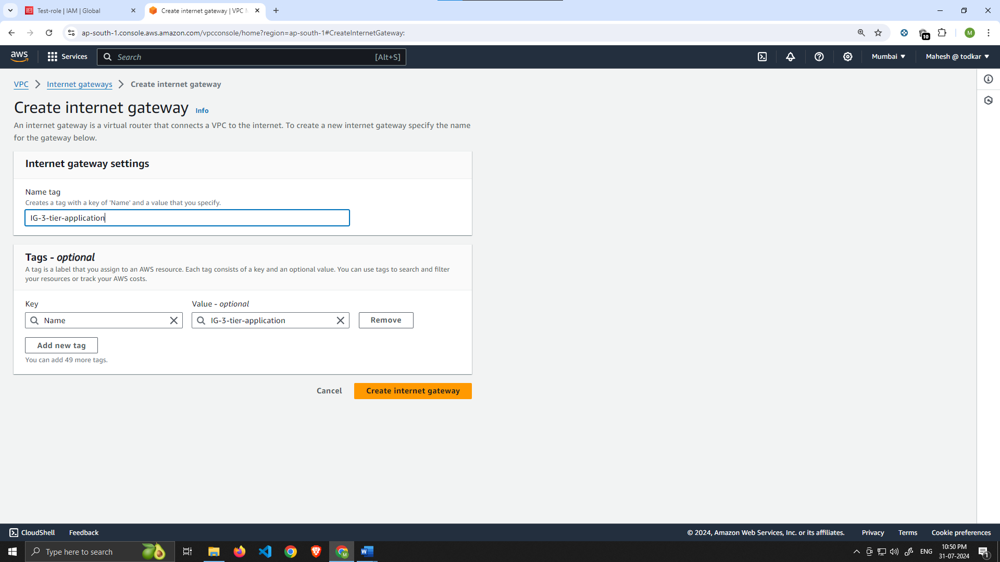 Test-role | IAM | Global
Create internet gateway | VPC
ap-south-1.console.aws.amazon.com/vpcconsole/home?region=ap-south-1#CreateInternetGateway:
10
M
aws
Services
Search
[Alt+S]
Mumbai
Mahesh @ todkar
VPC
Internet gateways
Create internet gateway
Create internet gateway Info
An internet gateway is a virtual router that connects a VPC to the internet. To create a new internet gateway specify the name
for the gateway below.
Internet gateway settings
Name tag
Creates a tag with a key of 'Name' and a value that you specify.
IG-3-tier-application
Tags - optional
A tag is a label that you assign to an AWS resource. Each tag consists of a key and an optional value. You can use tags to search and filter
your resources or track your AWS costs.
Key
Value - optional
Name
IG-3-tier-application
Remove
Add new tag
You can add 49 more tags.
Cancel
Create internet gateway
CloudShell
Feedback
© 2024, Amazon Web Services, Inc. or its affiliates.
Privacy
Terms
Cookie preferences
Type here to search
M
W
ENG
10:50 PM
31-07-2024
1